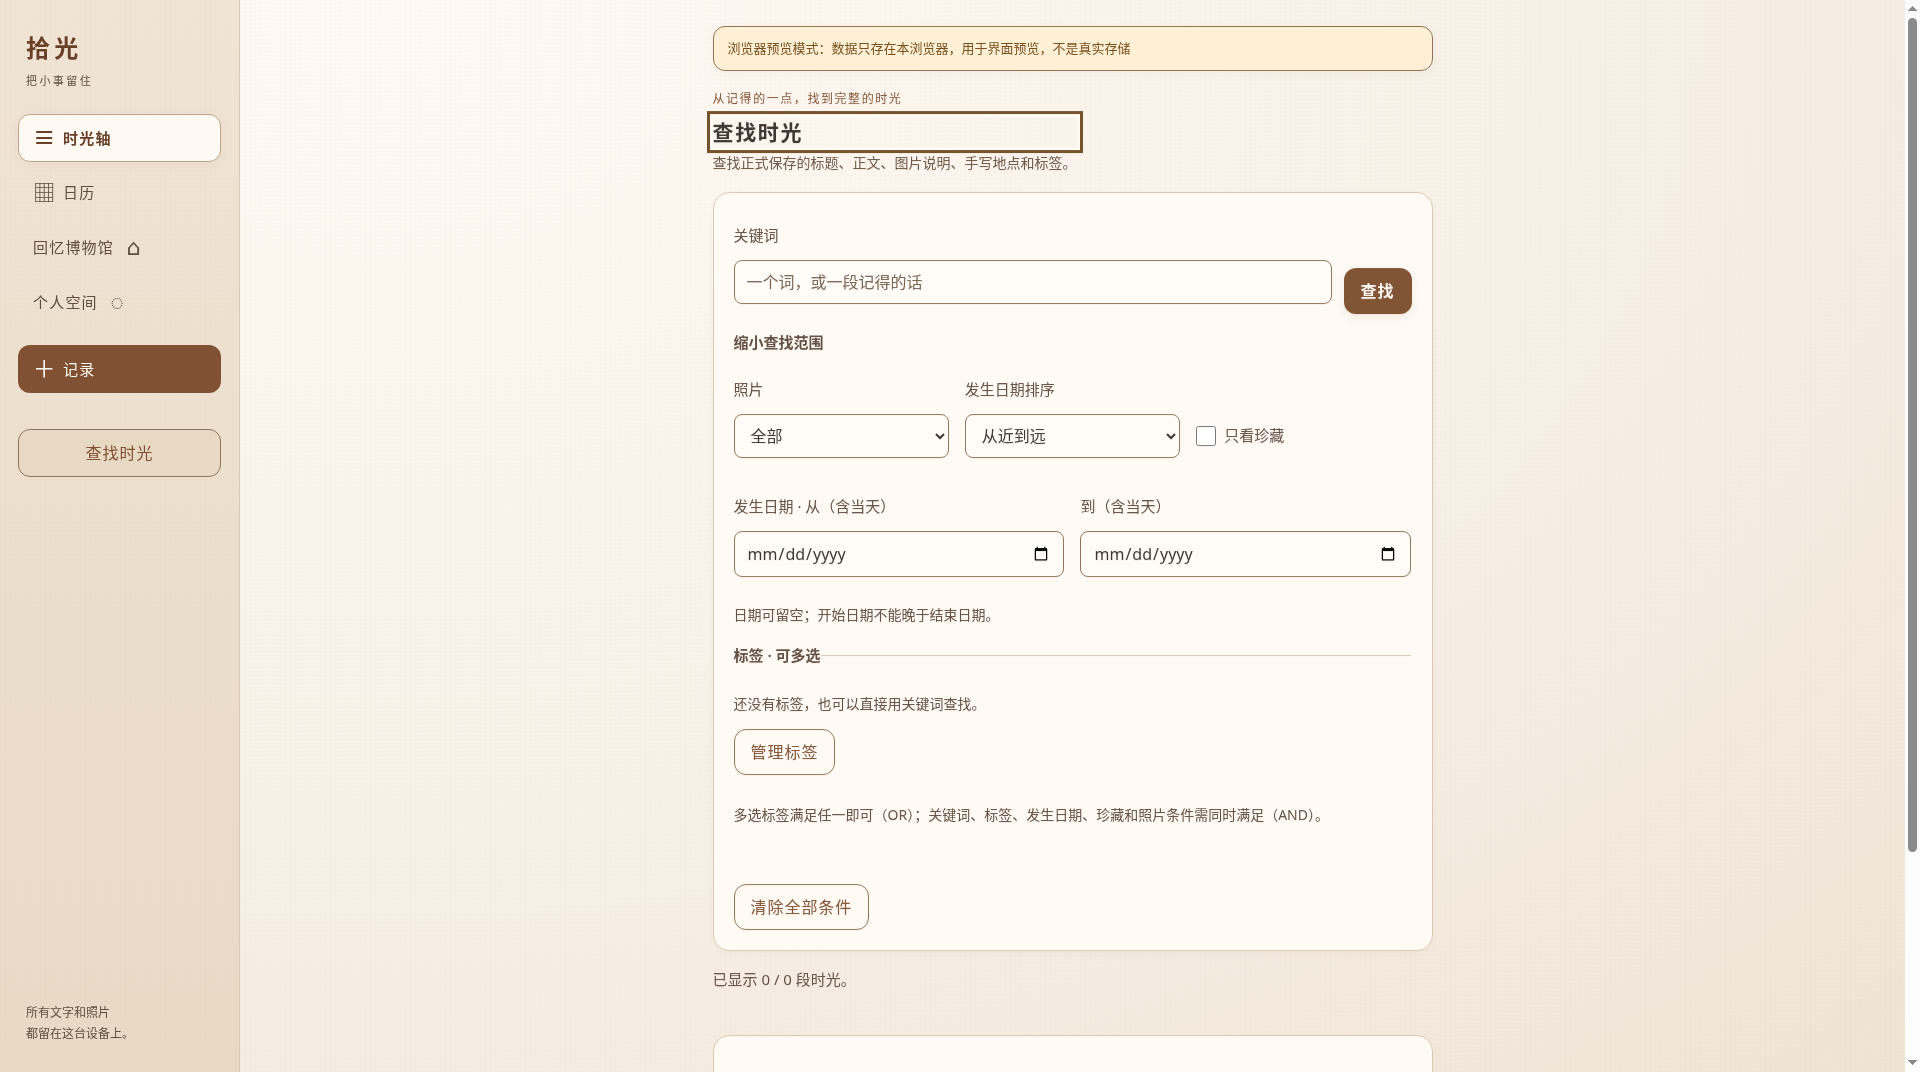 拾光
把小事留住
时光轴
日历
回忆博物馆
个人空间
记录
查找时光
所有文字和照片
都留在这台设备上。
浏览器预览模式：数据只存在本浏览器，用于界面预览，不是真实存储
从记得的一点，找到完整的时光
查找时光
查找正式保存的标题、正文、图片说明、手写地点和标签。
关键词
一个词，或一段记得的话
查找
缩小查找范围
照片
发生日期排序
全部
从近到远
只看珍藏
发生日期 · 从（含当天）
到（含当天）
mm/dd/yyyy
mm/dd/yyyy
日期可留空；开始日期不能晚于结束日期。
标签 · 可多选
还没有标签，也可以直接用关键词查找。
管理标签
多选标签满足任一即可（OR）；关键词、标签、发生日期、珍藏和照片条件需同时满足（AND）。
清除全部条件
已显示 0 / 0 段时光。